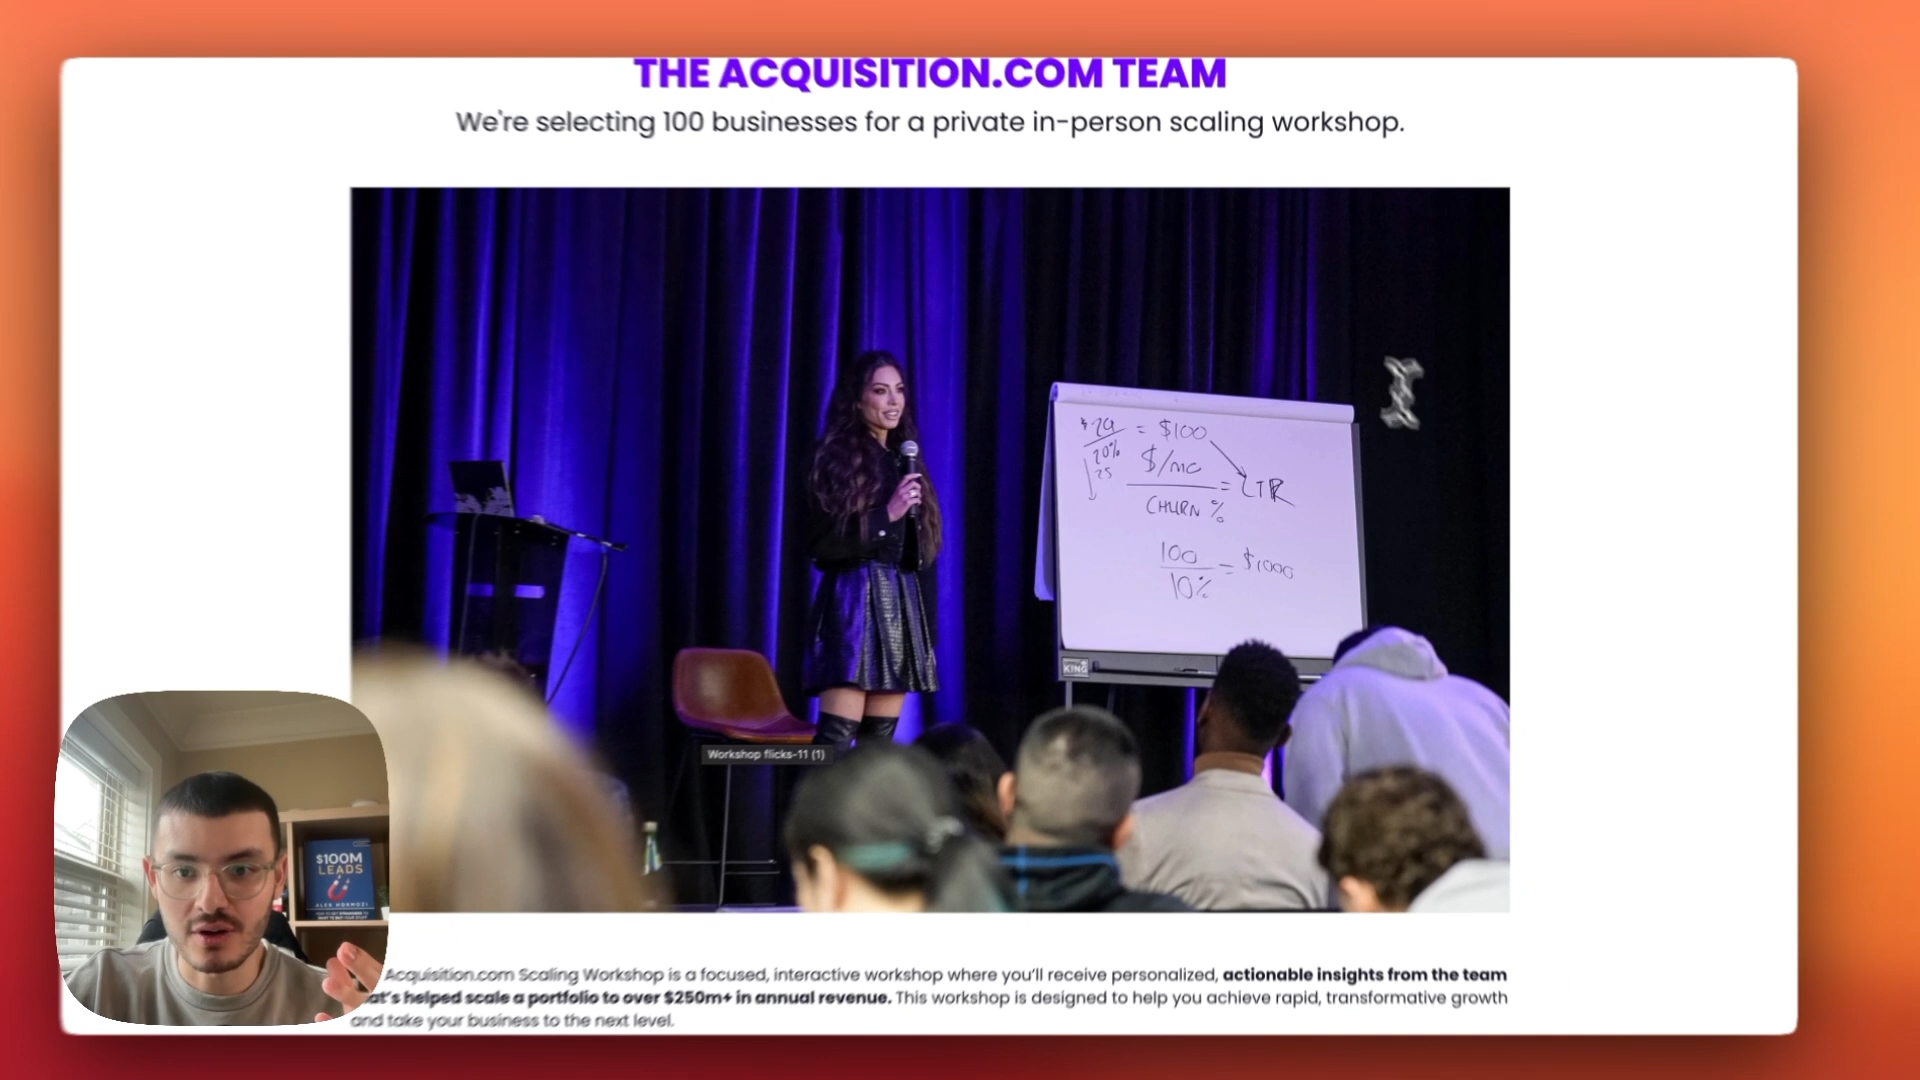 THE ACQUISITION.COM TEAM
We're selecting 100 businesses for a private in-person scaling workshop.
$20 = $100
20%
25
$/mo
= LTR
CHURN %
100
= $1000
10%
KING
Workshop flicks-11 (1)
$100M
LEADS
ALEX HORMOZI
Acquisition.com Scaling Workshop is a focused, interactive workshop where you'll receive personalized, actionable insights from the team
at's helped scale a portfolio to over $250m+ in annual revenue. This workshop is designed to help you achieve rapid, transformative growth
and take your business to the next level.